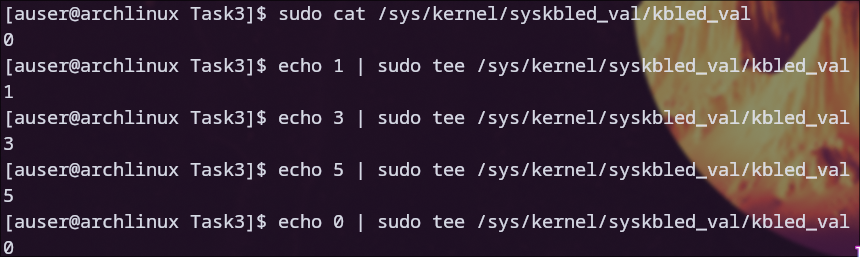 [auser@archlinux Task3]$ sudo cat /sys/kernel/syskbled_val/kbled_val
0
[auser@archlinux Task3]$ echo 1 | sudo tee /sys/kernel/syskbled_val/kbled_val
1
[auser@archlinux Task3]$ echo 3 | sudo tee /sys/kernel/syskbled_val/kbled_val
3
[auser@archlinux Task3]$ echo 5 | sudo tee /sys/kernel/syskbled_val/kbled_val
5
[auser@archlinux Task3]$ echo 0 | sudo tee /sys/kernel/syskbled_val/kbled_val
0